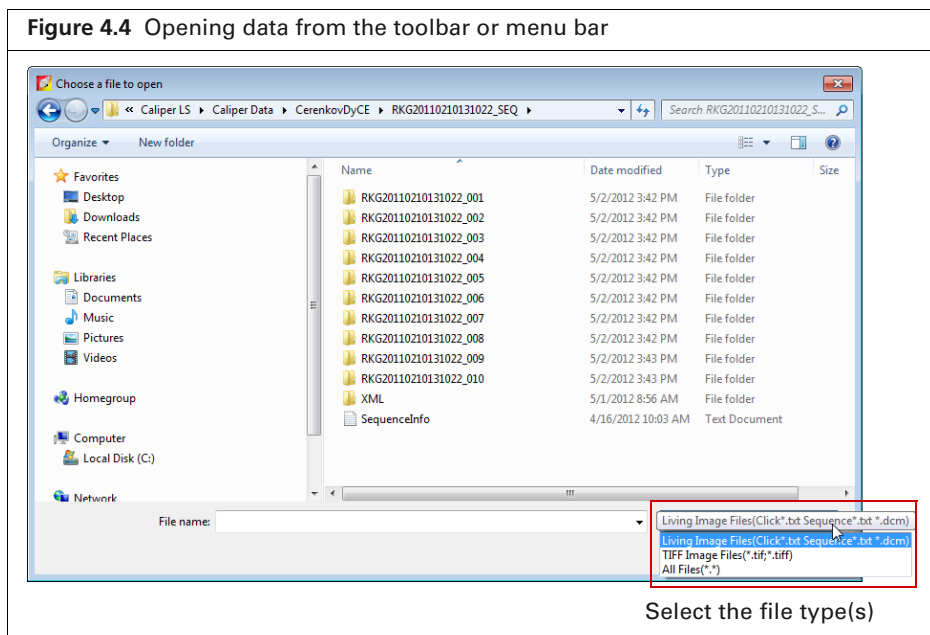 Figure 4.4 Opening data from the toolbar or menu bar
Choose a file to open
« Caliper LS ▸ Caliper Data ▸ CerenkovDyCE ▸ RKG20110210131022_SEQ ▸
Search RKG20110210131022_S...
Organize ▾ New folder
Favorites
Desktop
Downloads
Recent Places
Libraries
Documents
Music
Pictures
Videos
Homegroup
Computer
Local Disk (C:)
Network
Name Date modified Type Size
RKG20110210131022_001 5/2/2012 3:42 PM File folder
RKG20110210131022_002 5/2/2012 3:42 PM File folder
RKG20110210131022_003 5/2/2012 3:42 PM File folder
RKG20110210131022_004 5/2/2012 3:42 PM File folder
RKG20110210131022_005 5/2/2012 3:42 PM File folder
RKG20110210131022_006 5/2/2012 3:42 PM File folder
RKG20110210131022_007 5/2/2012 3:42 PM File folder
RKG20110210131022_008 5/2/2012 3:42 PM File folder
RKG20110210131022_009 5/2/2012 3:43 PM File folder
RKG20110210131022_010 5/2/2012 3:43 PM File folder
XML 5/1/2012 8:56 AM File folder
SequenceInfo 4/16/2012 10:03 AM Text Document
File name:
Living Image Files(Click*.txt Sequence*.txt *.dcm)
Living Image Files(Click*.txt Sequence*.txt *.dcm)
TIFF Image Files(*.tif;*.tiff)
All Files(*.*)
Select the file type(s)